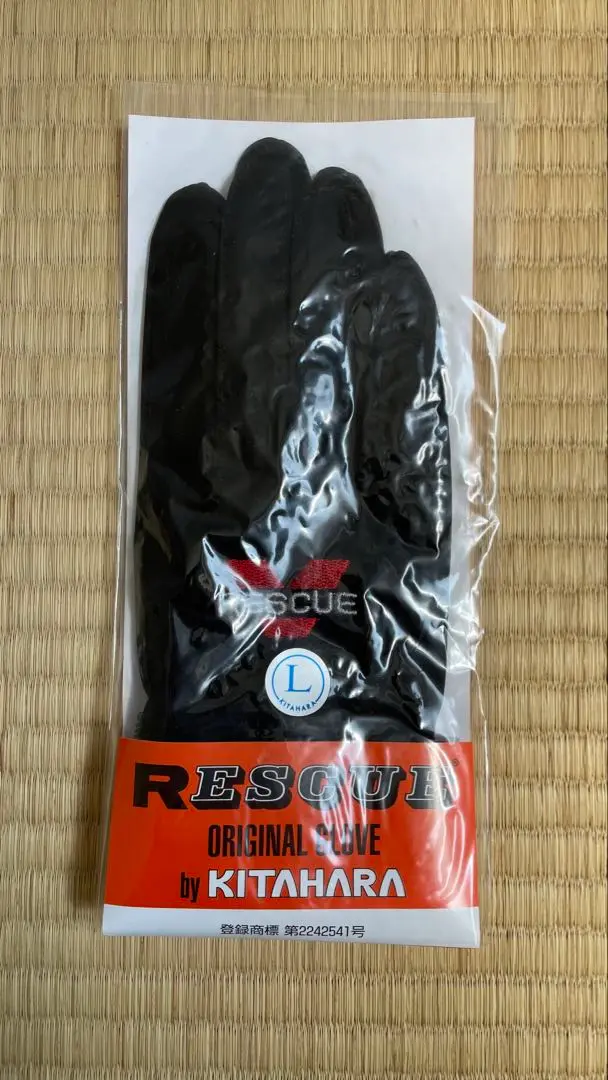 RESCUE
L
KITAHARA
RESCUE®
ORIGINAL GLOVE
by KITAHARA
登録商標 第2242541号